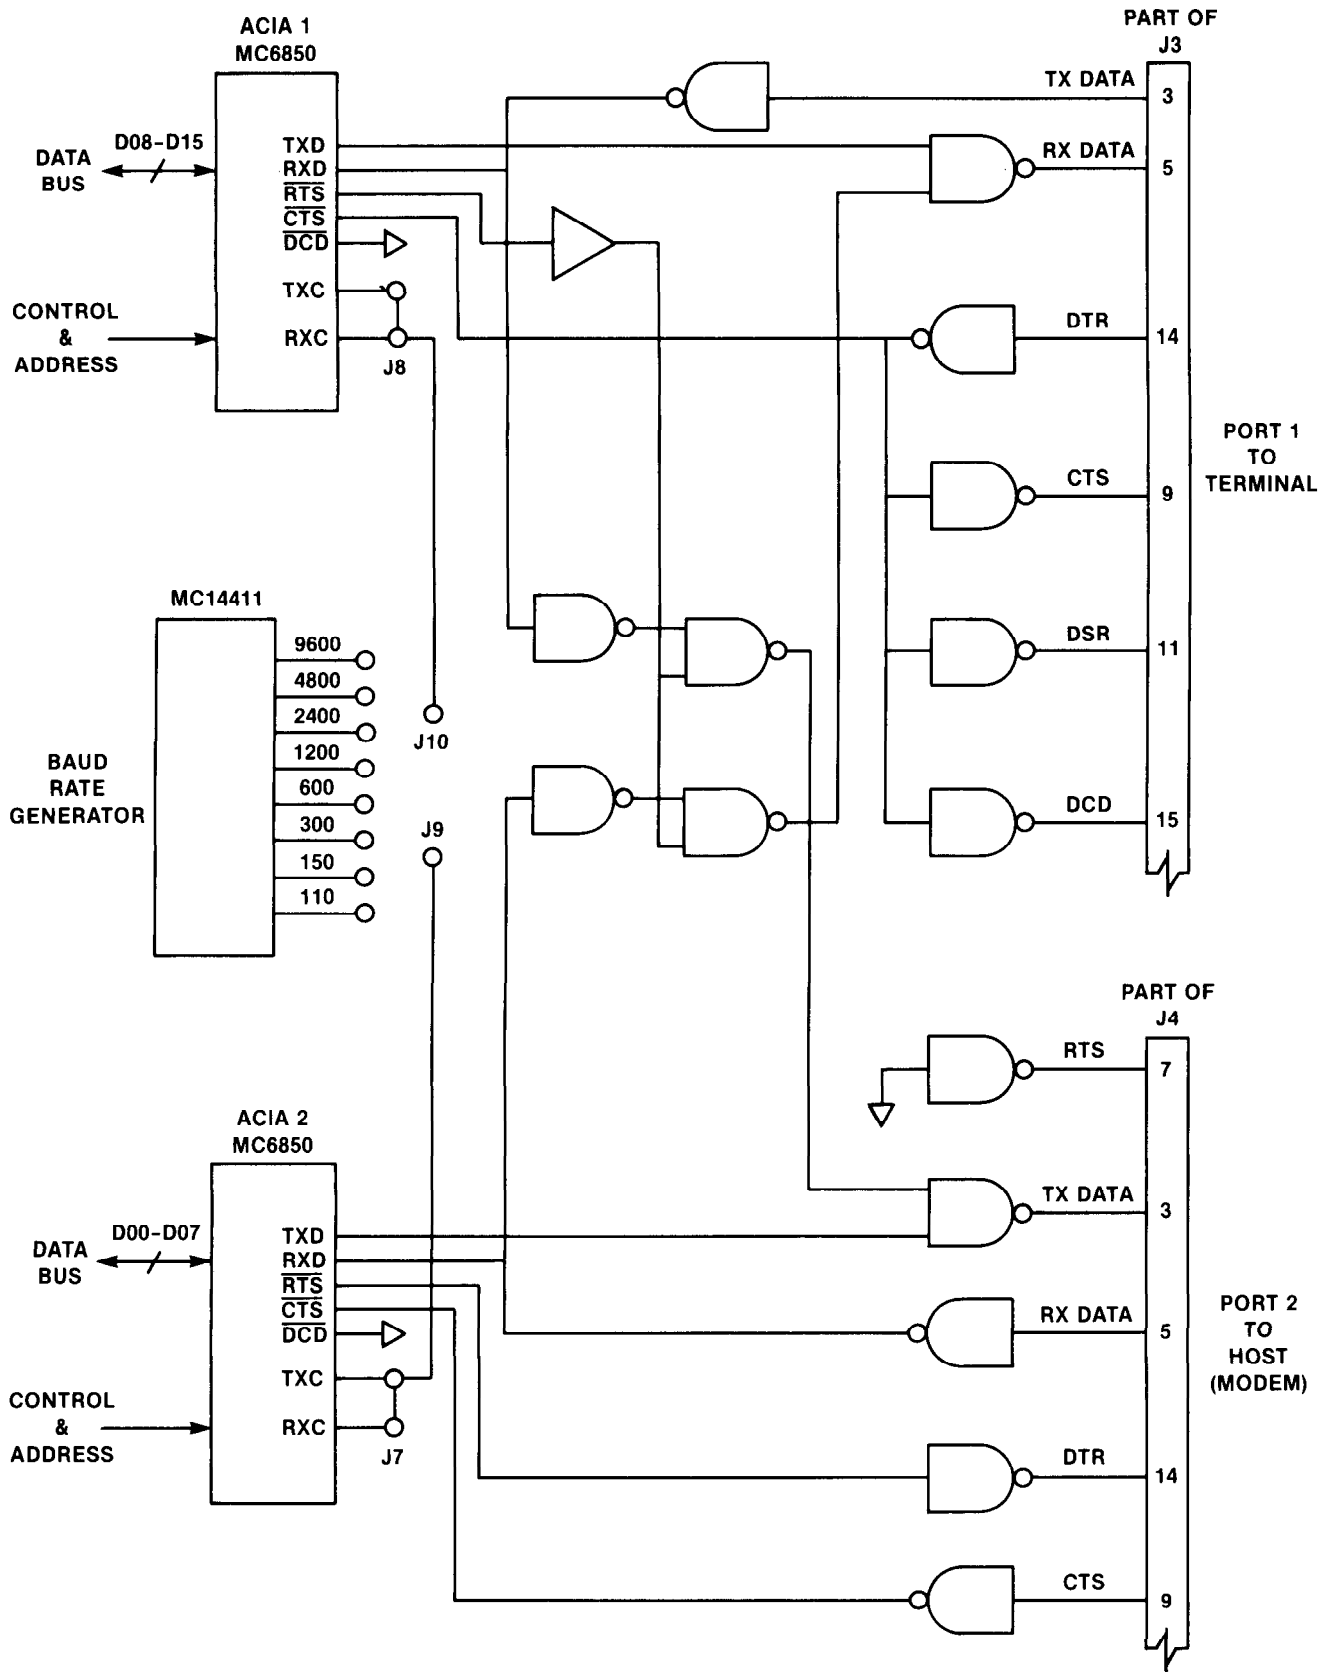 ACIA 1
MC6850
DATA
BUS
D08-D15
CONTROL
&
ADDRESS
TXD
RXD
RTS
CTS
DCD
TXC
RXC
J8
PART OF
J3
TX DATA
3
RX DATA
5
DTR
14
CTS
9
DSR
11
DCD
15
PORT 1
TO
TERMINAL
MC14411
BAUD
RATE
GENERATOR
9600
4800
2400
1200
600
300
150
110
J10
J9
ACIA 2
MC6850
DATA
BUS
D00-D07
CONTROL
&
ADDRESS
TXD
RXD
RTS
CTS
DCD
TXC
RXC
J7
PART OF
J4
RTS
7
TX DATA
3
RX DATA
5
DTR
14
CTS
9
PORT 2
TO
HOST
(MODEM)